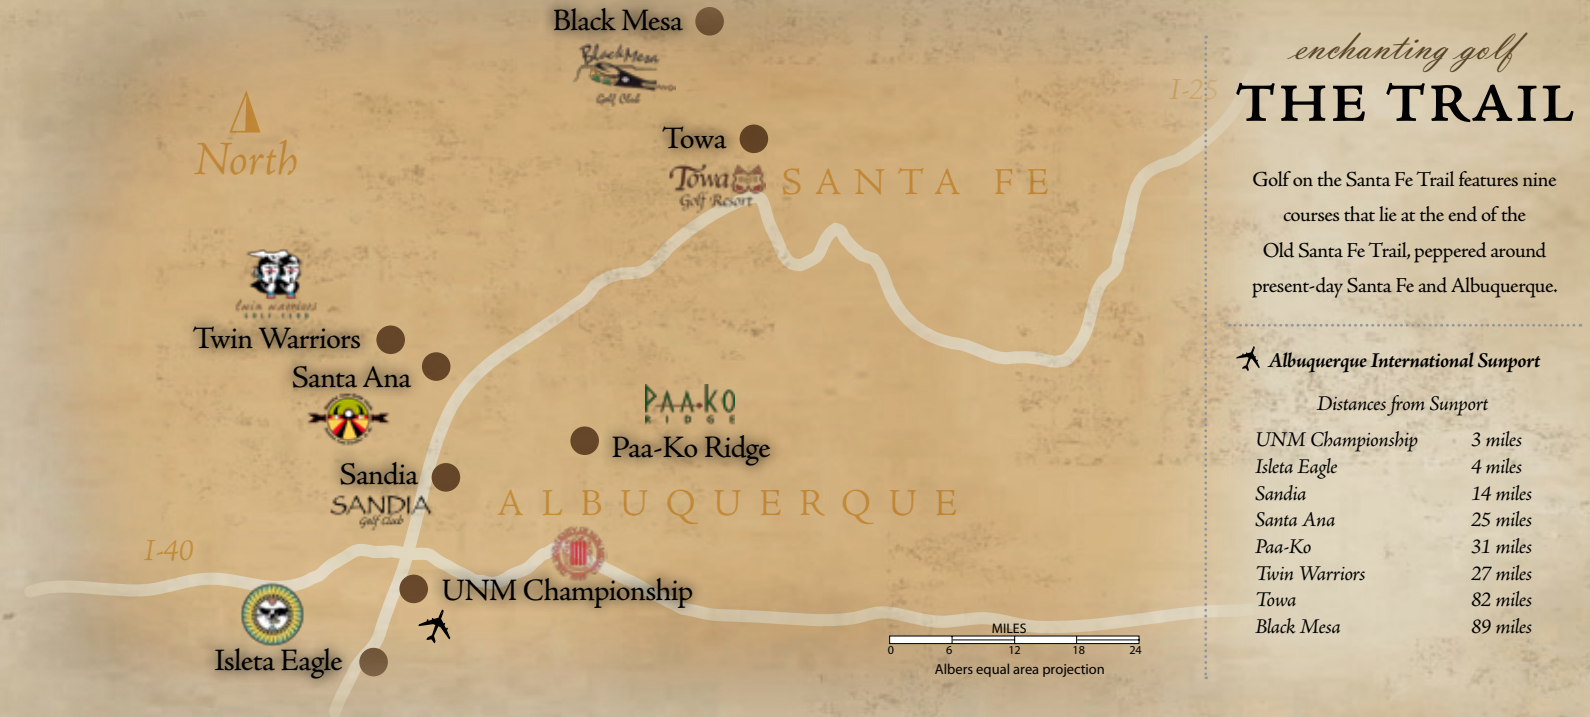 Black Mesa
BlackMesa
Golf Club
Towa
Towa
Golf Resort
SANTA FE
North
I-25
twin warriors
GOLF CLUB
Twin Warriors
Santa Ana
PAA-KO
RIDGE
Paa-Ko Ridge
Sandia
SANDIA
Golf Club
ALBUQUERQUE
I-40
UNM Championship
Isleta Eagle
MILES
0 6 12 18 24
Albers equal area projection
enchanting golf
THE TRAIL
Golf on the Santa Fe Trail features nine
courses that lie at the end of the
Old Santa Fe Trail, peppered around
present-day Santa Fe and Albuquerque.
Albuquerque International Sunport
Distances from Sunport
UNM Championship 3 miles
Isleta Eagle 4 miles
Sandia 14 miles
Santa Ana 25 miles
Paa-Ko 31 miles
Twin Warriors 27 miles
Towa 82 miles
Black Mesa 89 miles